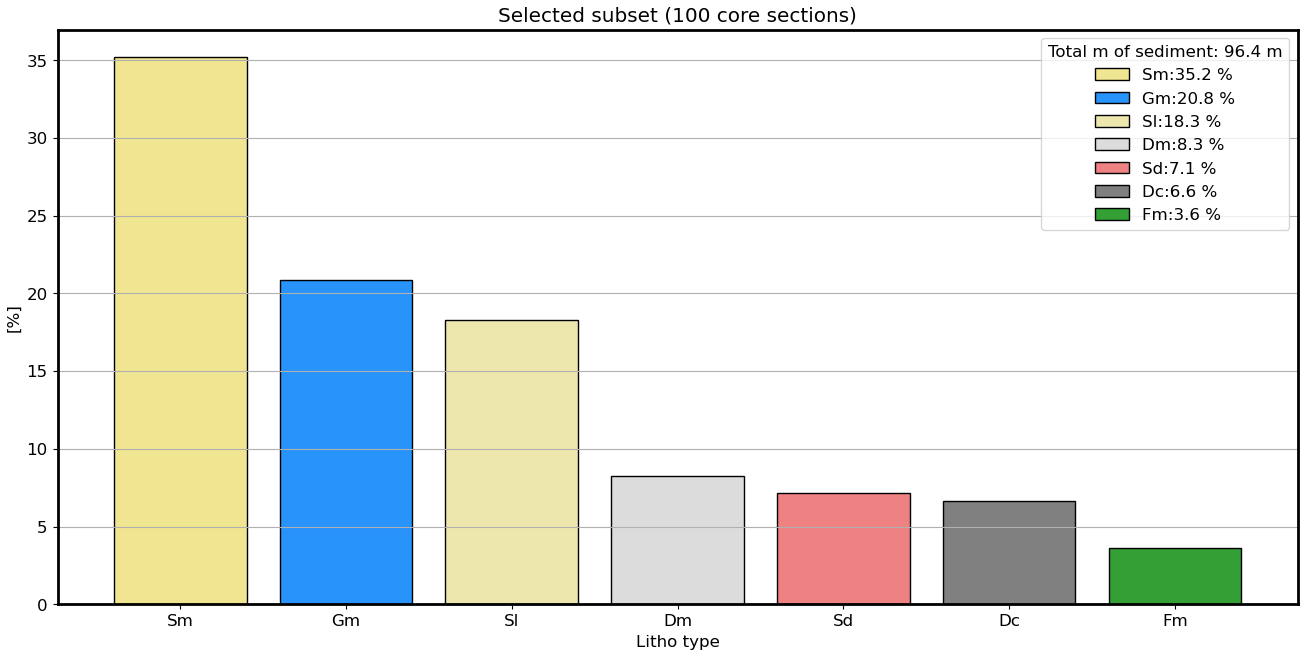 Selected subset (100 core sections)
Total m of sediment: 96.4 m
Sm:35.2 %
Gm:20.8 %
Sl:18.3 %
Dm:8.3 %
Sd:7.1 %
Dc:6.6 %
Fm:3.6 %
[%]
35
30
25
20
15
10
5
0
Sm Gm Sl Dm Sd Dc Fm
Litho type